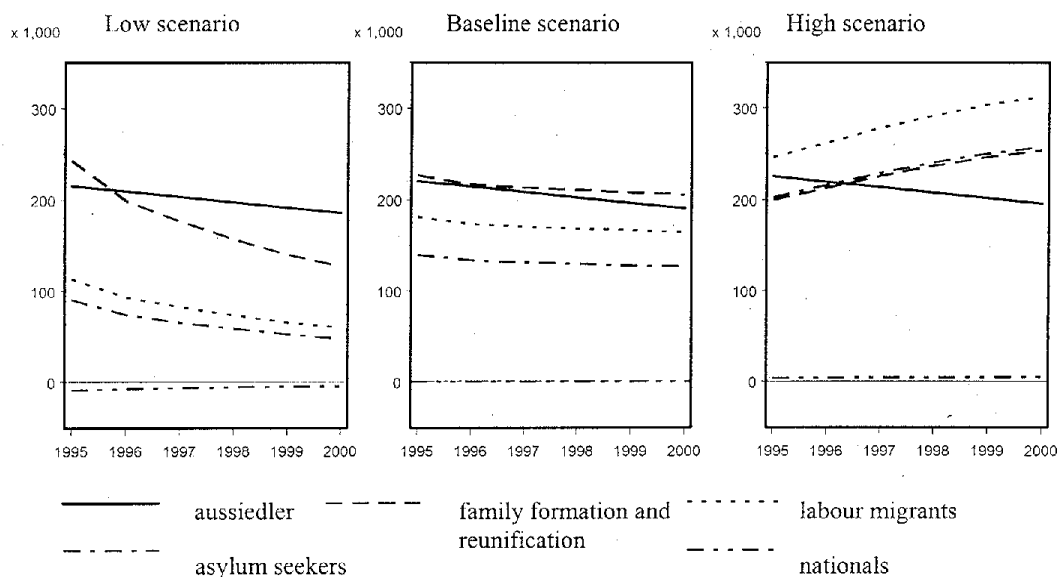 Low scenario
Baseline scenario
High scenario
x 1,000
x 1,000
x 1,000
300
200
100
0
1995 1996 1997 1998 1999 2000
300
200
100
0
1995 1996 1997 1998 1999 2000
300
200
100
0
1995 1996 1997 1998 1999 2000
aussiedler
family formation and
reunification
labour migrants
asylum seekers
nationals